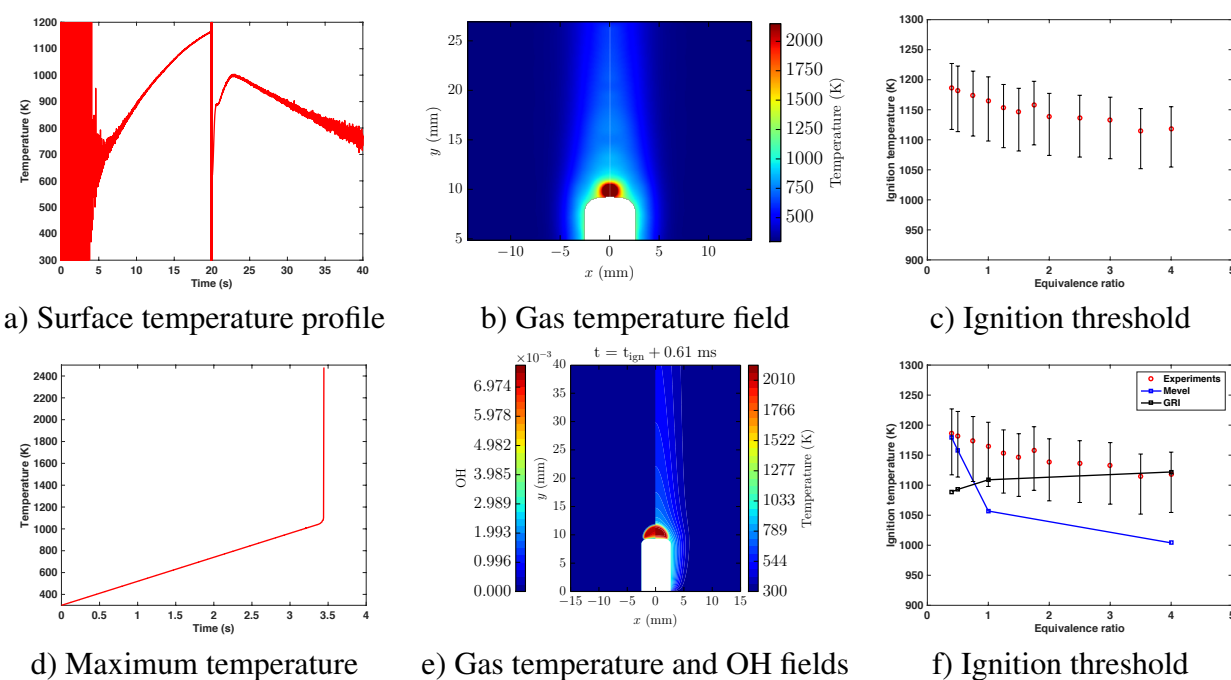 1200
1100
1000
900
800
700
600
500
400
300
0 5 10 15 20 25 30 35 40
Temperature (K)
Time (s)
a) Surface temperature profile
25
20
15
10
5
−10 −5 0 5 10
y (mm)
x (mm)
2000
1750
1500
1250
1000
750
500
Temperature (K)
b) Gas temperature field
1300
1250
1200
1150
1100
1050
1000
950
900
0 1 2 3 4 5
Ignition temperature (K)
Equivalence ratio
c) Ignition threshold
2400
2200
2000
1800
1600
1400
1200
1000
800
600
400
0 0.5 1 1.5 2 2.5 3 3.5 4
Temperature (K)
Time (s)
d) Maximum temperature
×10⁻³
6.974
5.978
4.982
3.985
2.989
1.993
0.996
0.000
OH
t = t_ign + 0.61 ms
40
35
30
25
20
15
10
5
0
−15 −10 −5 0 5 10 15
y (mm)
x (mm)
2010
1766
1522
1277
1033
789
544
300
Temperature (K)
e) Gas temperature and OH fields
1300
1250
1200
1150
1100
1050
1000
950
900
0 1 2 3 4 5
Ignition temperature (K)
Equivalence ratio
Experiments
Mevel
GRI
f) Ignition threshold